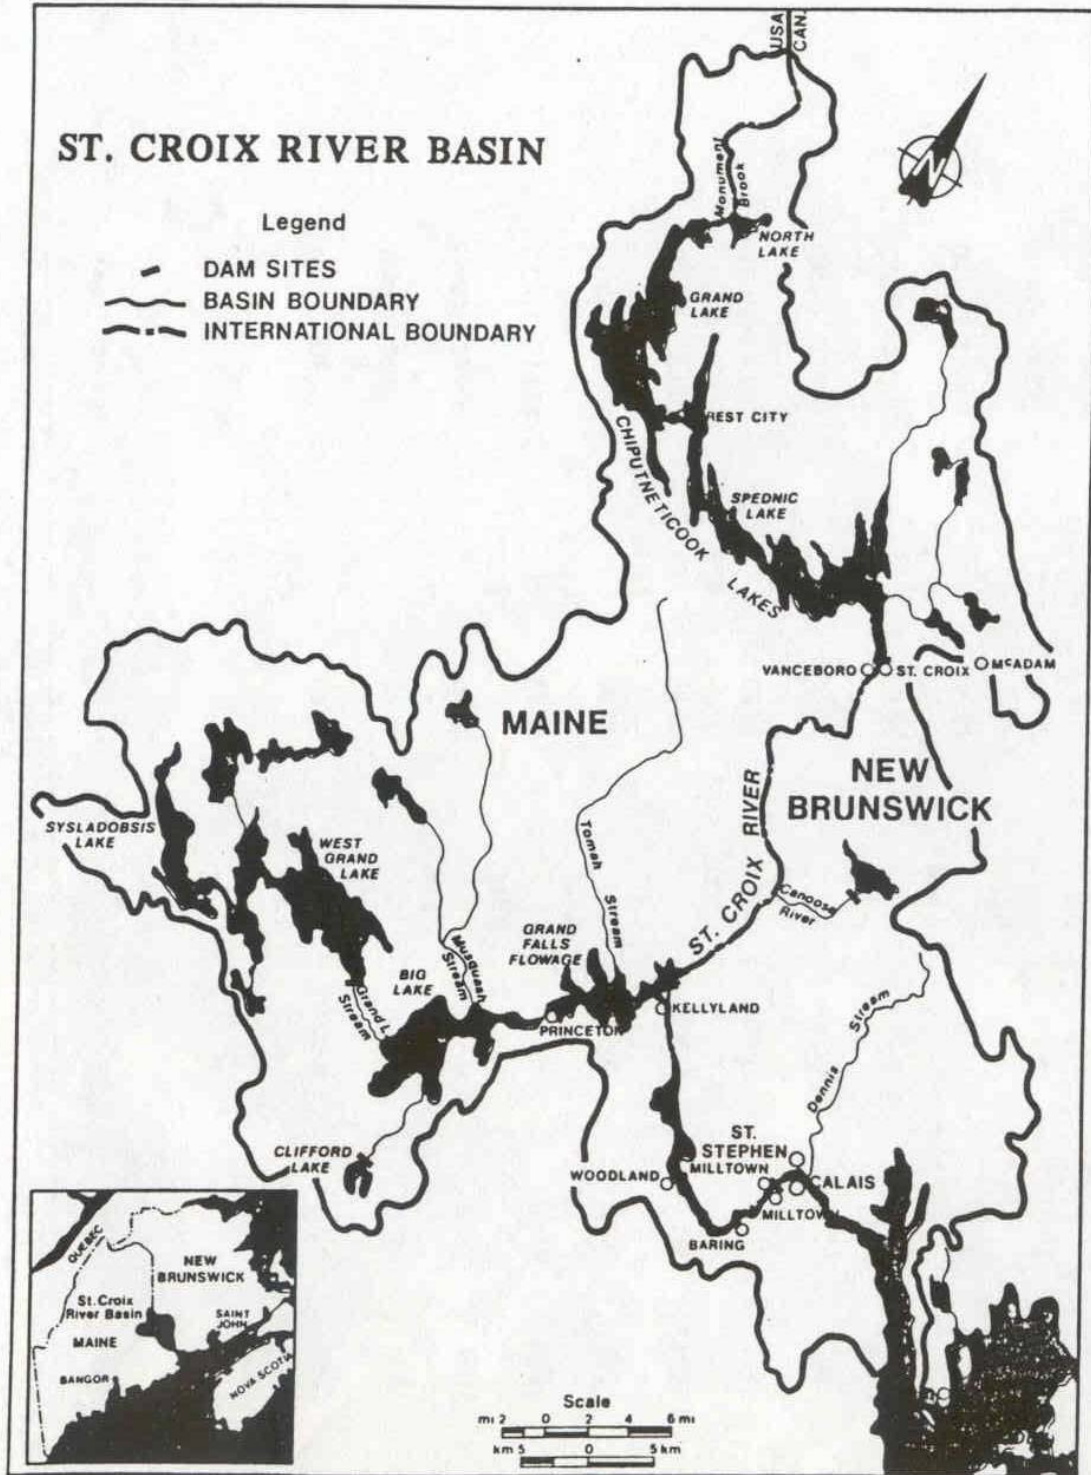 USA
CAN.
ST. CROIX RIVER BASIN
N
Legend
DAM SITES
BASIN BOUNDARY
INTERNATIONAL BOUNDARY
Monument
Brook
NORTH
LAKE
GRAND
LAKE
REST CITY
CHIPUTNETICOOK LAKES
SPEDNIC
LAKE
VANCEBORO
ST. CROIX
McADAM
MAINE
NEW
BRUNSWICK
SYSLADOBSIS
LAKE
WEST
GRAND
LAKE
Tomah
Stream
ST. CROIX RIVER
Canoose
River
GRAND
FALLS
FLOWAGE
Musquash
Stream
BIG
LAKE
Grand L.
Stream
PRINCETON
KELLYLAND
Dennis Stream
CLIFFORD
LAKE
ST.
STEPHEN
MILLTOWN
WOODLAND
CALAIS
MILLTOWN
BARING
QUEBEC
NEW
BRUNSWICK
St. Croix
River Basin
SAINT
JOHN
MAINE
BANGOR
NOVA SCOTIA
Scale
mi 2 0 2 4 6 mi
km 5 0 5 km